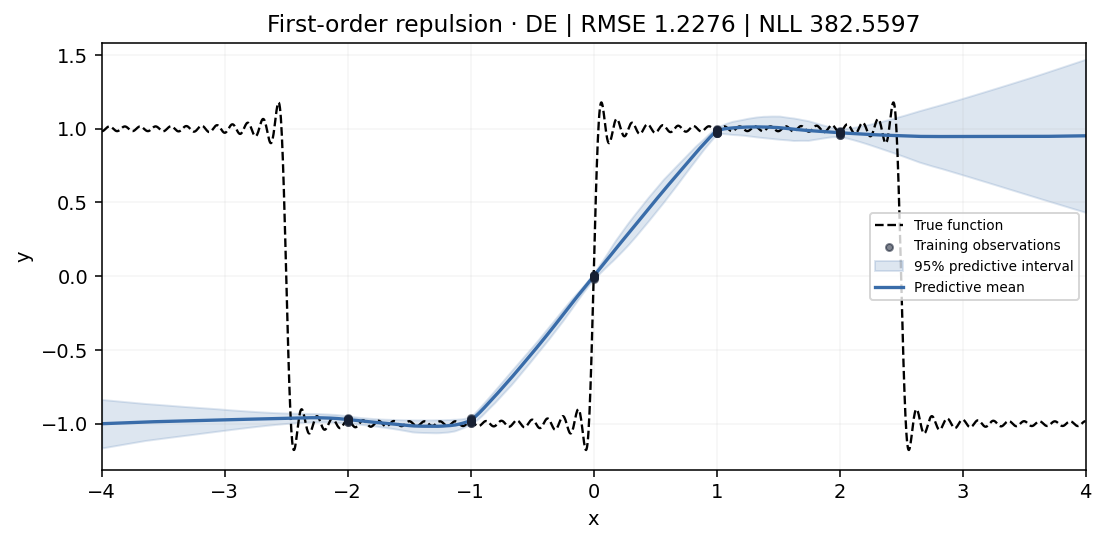 First-order repulsion · DE | RMSE 1.2276 | NLL 382.5597
1.5
1.0
0.5
0.0
−0.5
−1.0
y
True function
Training observations
95% predictive interval
Predictive mean
−4
−3
−2
−1
0
1
2
3
4
x